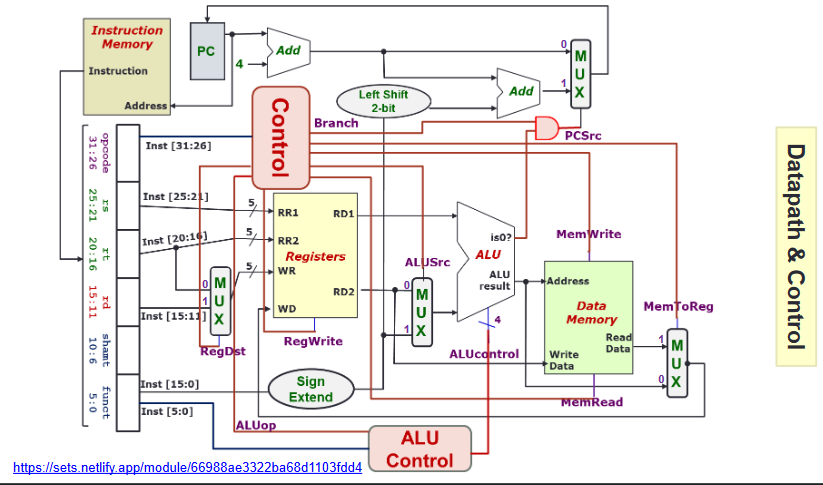 Instruction
Memory
Instruction
Address
PC
4
Add
Left Shift
2-bit
Add
0
M
U
X
1
PCSrc
Branch
Control
Datapath & Control
opcode
31:26
rs
25:21
rt
20:16
rd
15:11
shamt
10:6
funct
5:0
Inst [31:26]
Inst [25:21]
Inst [20:16]
Inst [15:11]
Inst [15:0]
Inst [5:0]
5
5
5
0
M
U
X
1
RegDst
RR1
RR2
WR
WD
Registers
RD1
RD2
RegWrite
Sign
Extend
ALUSrc
0
M
U
X
1
is0?
ALU
ALU
result
4
ALUcontrol
MemWrite
Address
Data
Memory
Read
Data
Write
Data
MemRead
MemToReg
1
M
U
X
0
ALUop
ALU
Control
https://sets.netlify.app/module/66988ae3322ba68d1103fdd4